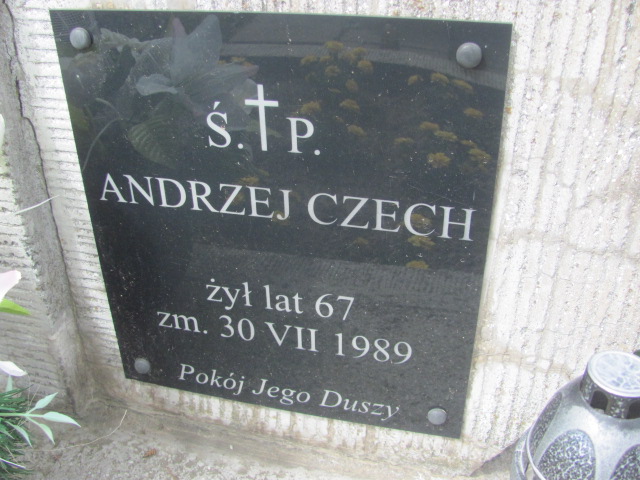 Ś.†P.
ANDRZEJ CZECH
żył lat 67
zm. 30 VII 1989
Pokój Jego Duszy